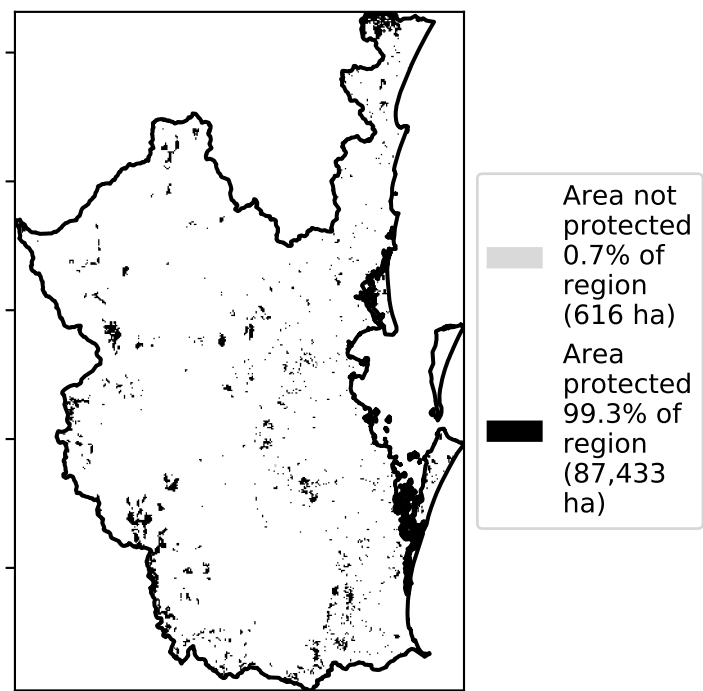 Area not
protected
0.7% of
region
(616 ha)
Area
protected
99.3% of
region
(87,433
ha)